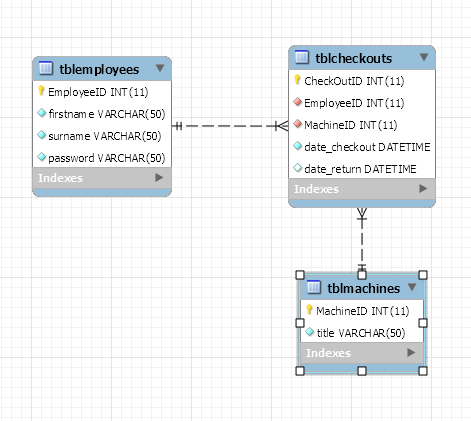 tblemployees
EmployeeID INT(11)
firstname VARCHAR(50)
surname VARCHAR(50)
password VARCHAR(50)
Indexes
tblcheckouts
CheckOutID INT(11)
EmployeeID INT(11)
MachineID INT(11)
date_checkout DATETIME
date_return DATETIME
Indexes
tblmachines
MachineID INT(11)
title VARCHAR(50)
Indexes